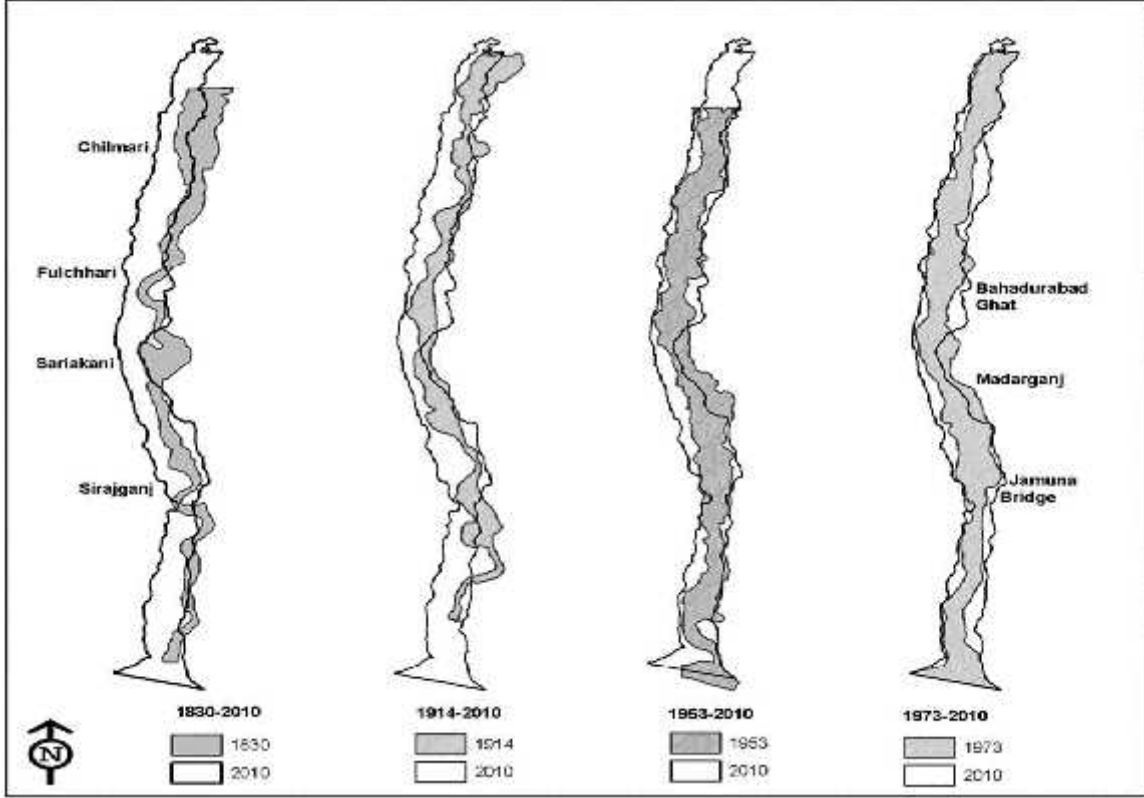 Chilmari
Fulchhari
Bahadurabad
Ghat
Sariakani
Madarganj
Sirajganj
Jamuna
Bridge
1830-2010
1914-2010
1953-2010
1973-2010
1830
1914
1953
1973
2010
2010
2010
2010
N